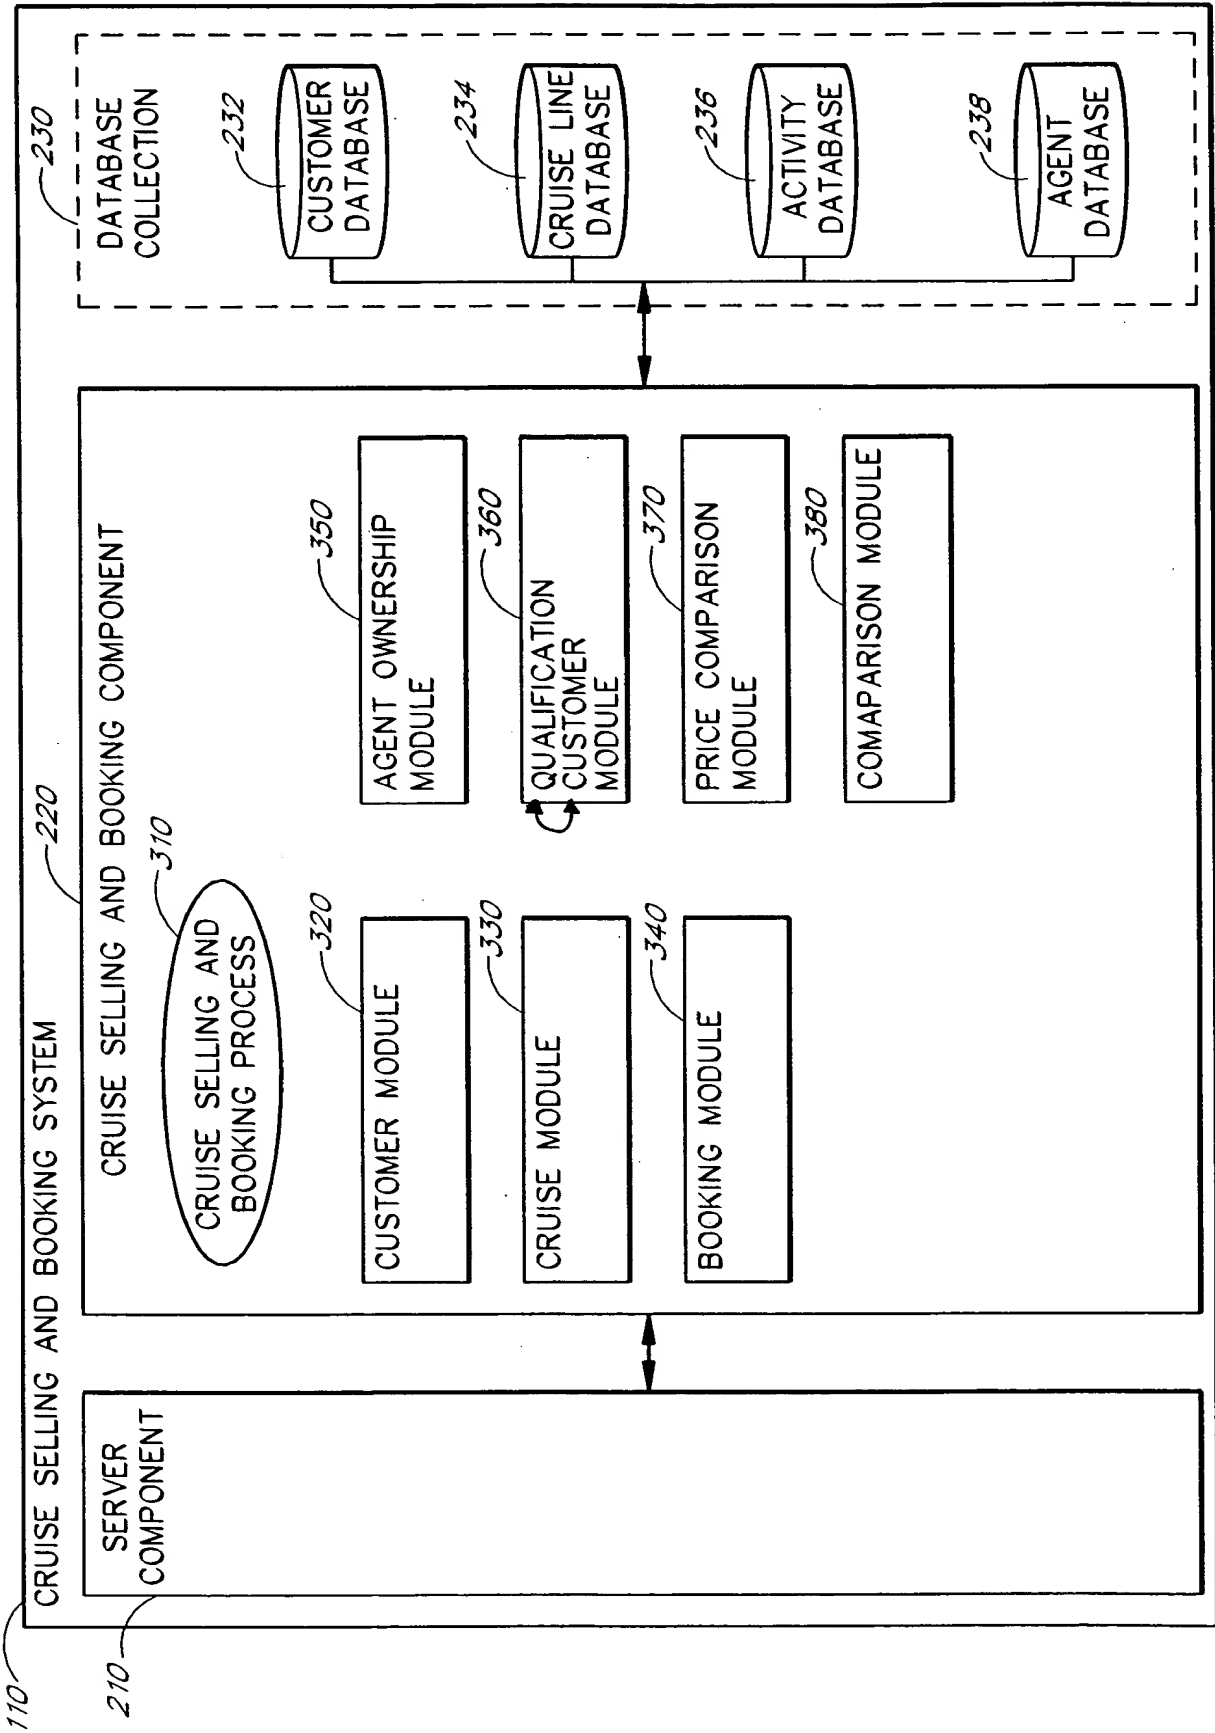 110
CRUISE SELLING AND BOOKING SYSTEM
210
SERVER
COMPONENT
220
CRUISE SELLING AND BOOKING COMPONENT
310
CRUISE SELLING AND
BOOKING PROCESS
320
CUSTOMER MODULE
330
CRUISE MODULE
340
BOOKING MODULE
350
AGENT OWNERSHIP
MODULE
360
QUALIFICATION
CUSTOMER
MODULE
370
PRICE COMPARISON
MODULE
380
COMAPARISON MODULE
230
DATABASE
COLLECTION
232
CUSTOMER
DATABASE
234
CRUISE LINE
DATABASE
236
ACTIVITY
DATABASE
238
AGENT
DATABASE